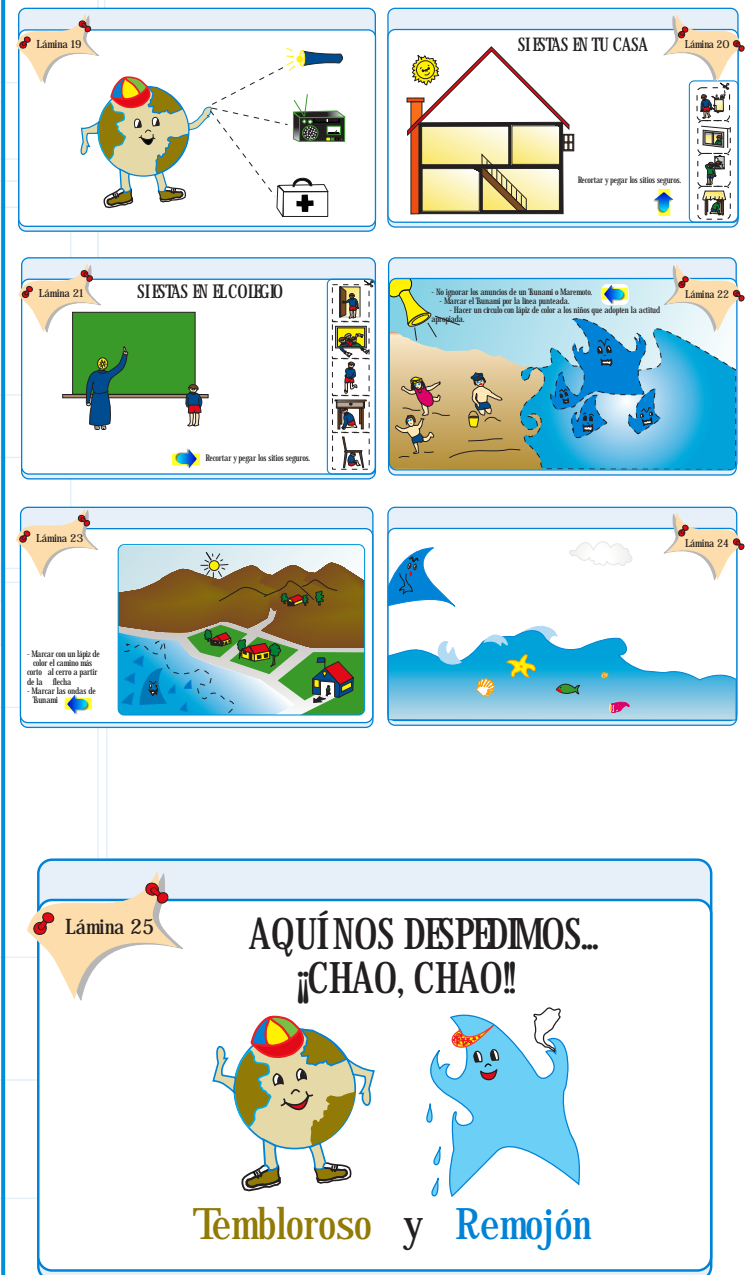 Lámina 19
SI ESTAS EN TU CASA
Lámina 20
Recortar y pegar los sitios seguros.
Lámina 21
SI ESTAS EN EL COLEGIO
Recortar y pegar los sitios seguros.
- No ignorar los anuncios de un Tsunami o Maremoto.
- Marcar el Tsunami por la línea punteada.
- Hacer un círculo con lápiz de color a los niños que adopten la actitud
apropiada.
Lámina 22
Lámina 23
- Marcar con un lápiz de
color el camino más
corto al cerro a partir
de la flecha
- Marcar las ondas de
Tsunami
Lámina 24
Lámina 25
AQUÍ NOS DESPEDIMOS...
¡¡CHAO, CHAO!!
Tembloroso y Remojón